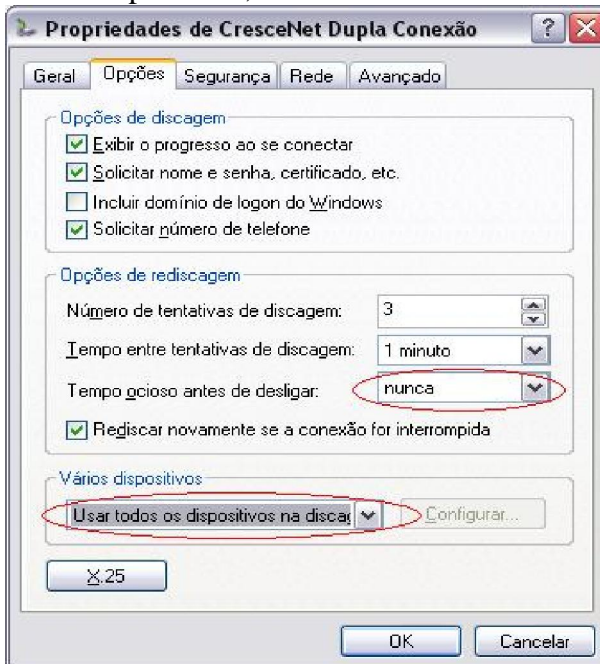 Propriedades de CresceNet Dupla Conexão
Geral Opções Segurança Rede Avançado
Opções de discagem
Exibir o progresso ao se conectar
Solicitar nome e senha, certificado, etc.
Incluir domínio de logon do Windows
Solicitar número de telefone
Opções de rediscagem
Número de tentativas de discagem: 3
Tempo entre tentativas de discagem: 1 minuto
Tempo ocioso antes de desligar: nunca
Rediscar novamente se a conexão for interrompida
Vários dispositivos
Usar todos os dispositivos na discag Configurar...
X.25
OK Cancelar